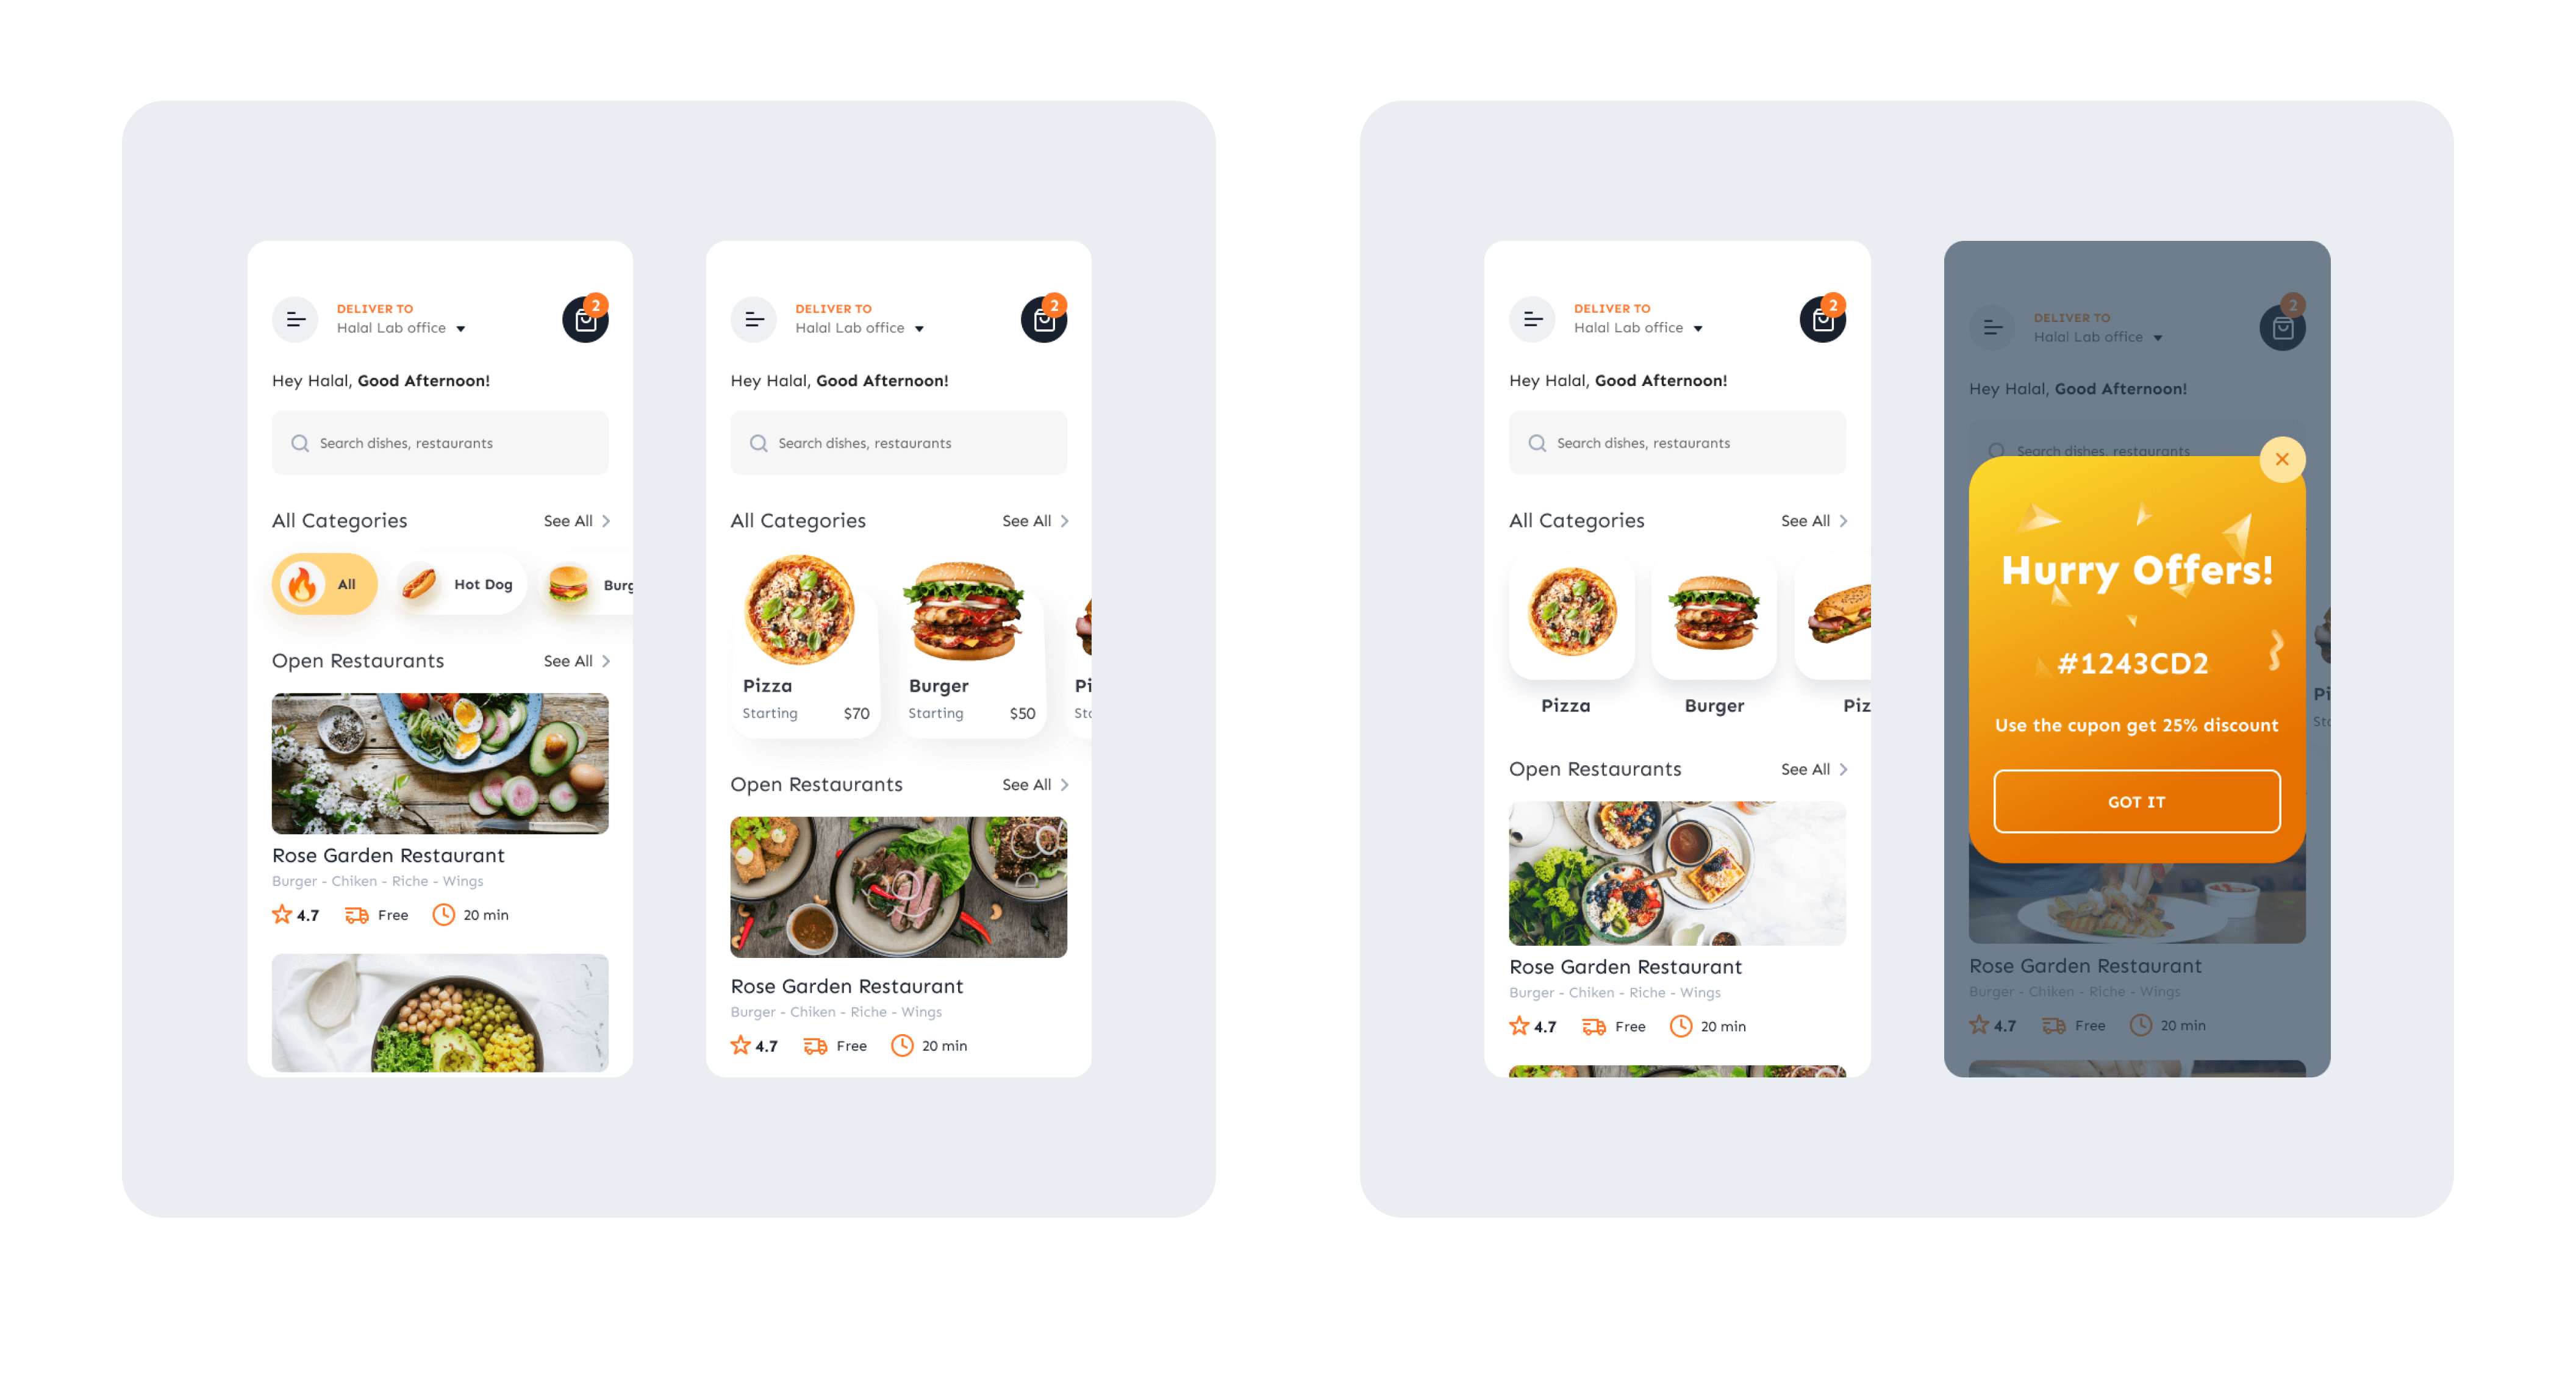 DELIVER TO
Halal Lab office
2
Hey Halal, Good Afternoon!
Search dishes, restaurants
All Categories
See All
All
Hot Dog
Burg
Open Restaurants
See All
Rose Garden Restaurant
Burger - Chiken - Riche - Wings
4.7
Free
20 min
DELIVER TO
Halal Lab office
2
Hey Halal, Good Afternoon!
Search dishes, restaurants
All Categories
See All
Pizza
Starting
$70
Burger
Starting
$50
Pi
Sta
Open Restaurants
See All
Rose Garden Restaurant
Burger - Chiken - Riche - Wings
4.7
Free
20 min
DELIVER TO
Halal Lab office
2
Hey Halal, Good Afternoon!
Search dishes, restaurants
All Categories
See All
Pizza
Burger
Piz
Open Restaurants
See All
Rose Garden Restaurant
Burger - Chiken - Riche - Wings
4.7
Free
20 min
DELIVER TO
Halal Lab office
2
Hey Halal, Good Afternoon!
Search dishes, restaurants
Hurry Offers!
#1243CD2
Use the cupon get 25% discount
GOT IT
Pi
Sta
Rose Garden Restaurant
Burger - Chiken - Riche - Wings
4.7
Free
20 min